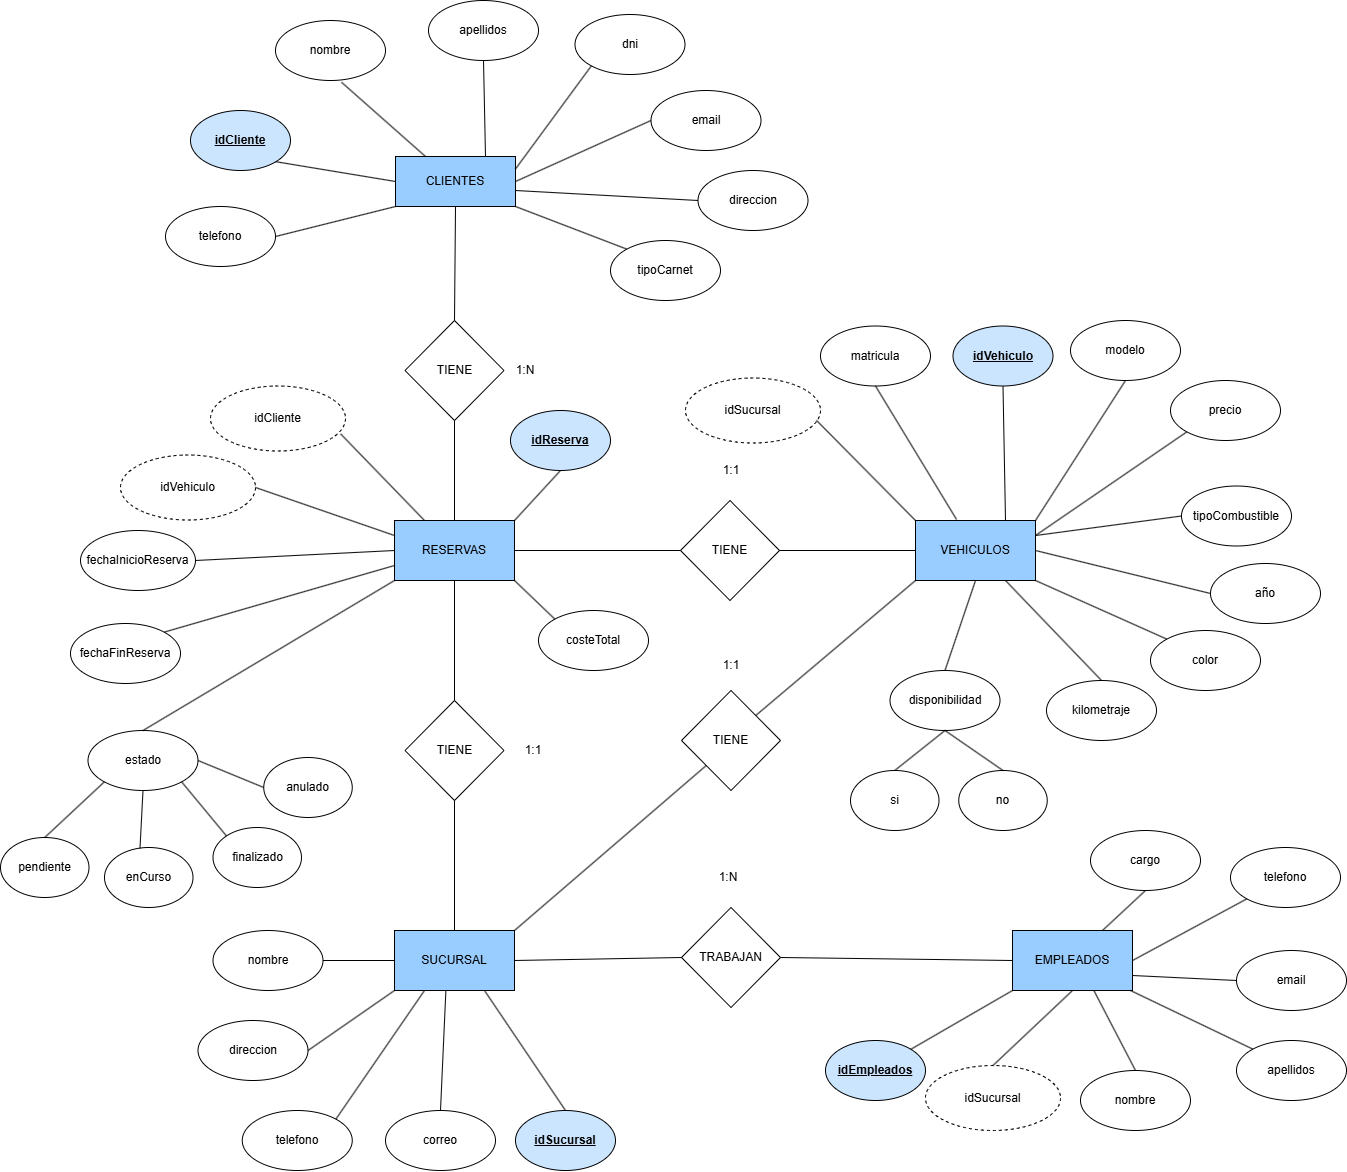 apellidos
nombre
dni
email
idCliente
CLIENTES
direccion
telefono
tipoCarnet
TIENE
1:N
matricula
idVehiculo
modelo
precio
idSucursal
idCliente
idReserva
1:1
idVehiculo
tipoCombustible
RESERVAS
TIENE
VEHICULOS
fechaInicioReserva
año
fechaFinReserva
costeTotal
color
1:1
disponibilidad
kilometraje
TIENE
1:1
TIENE
estado
anulado
si
no
pendiente
enCurso
finalizado
1:N
cargo
telefono
nombre
SUCURSAL
TRABAJAN
EMPLEADOS
email
direccion
idEmpleados
idSucursal
nombre
apellidos
telefono
correo
idSucursal